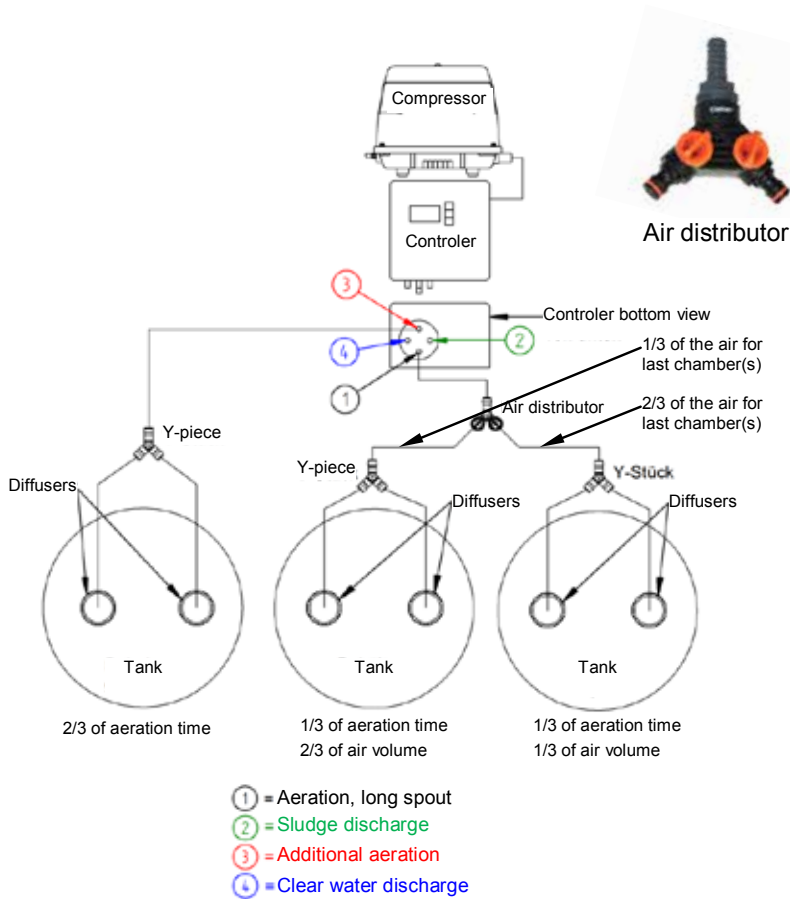 Compressor
Air distributor
Controler
3
Controler bottom view
4
2
1/3 of the air for
last chamber(s)
1
Air distributor
2/3 of the air for
last chamber(s)
Y-piece
Y-piece
Y-Stück
Diffusers
Diffusers
Diffusers
Tank
Tank
Tank
2/3 of aeration time
1/3 of aeration time
2/3 of air volume
1/3 of aeration time
1/3 of air volume
1 = Aeration, long spout
2 = Sludge discharge
3 = Additional aeration
4 = Clear water discharge